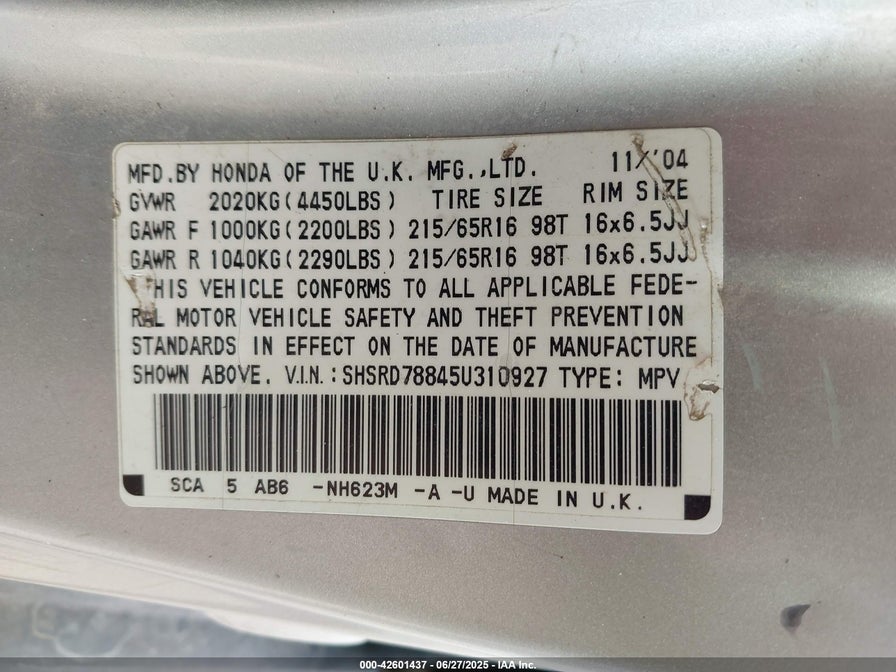 MFD.BY HONDA OF THE U.K. MFG.,LTD. 11/'04
GVWR 2020KG(4450LBS) TIRE SIZE RIM SIZE
GAWR F 1000KG(2200LBS) 215/65R16 98T 16x6.5JJ
GAWR R 1040KG(2290LBS) 215/65R16 98T 16x6.5JJ
THIS VEHICLE CONFORMS TO ALL APPLICABLE FEDE-
RAL MOTOR VEHICLE SAFETY AND THEFT PREVENTION
STANDARDS IN EFFECT ON THE DATE OF MANUFACTURE
SHOWN ABOVE. V.I.N.:SHSRD78845U310927 TYPE: MPV
SCA 5 AB6 -NH623M -A -U MADE IN U.K.
000-42601437 - 06/27/2025 - IAA Inc.